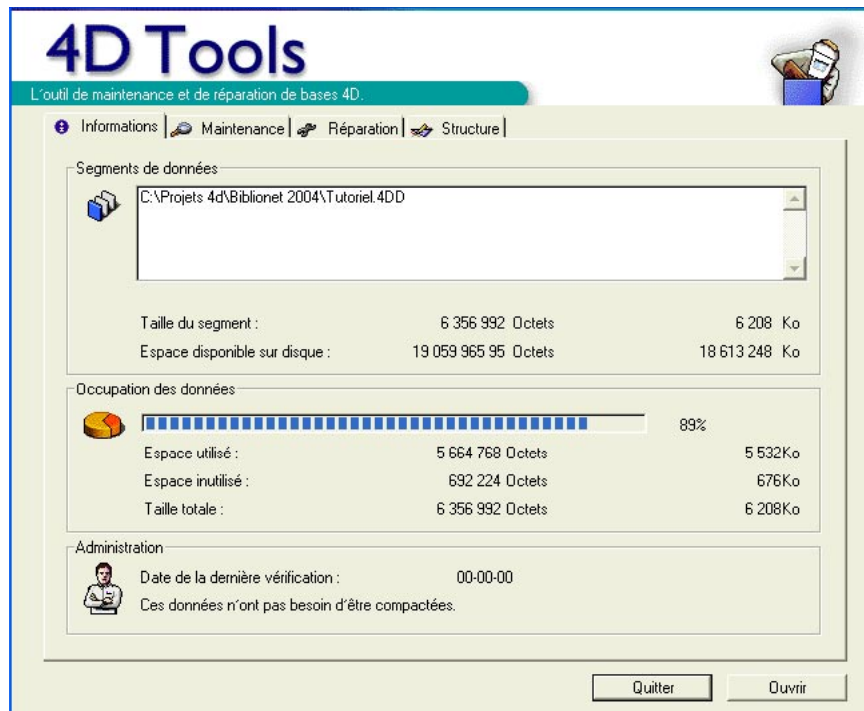 4D Tools
L'outil de maintenance et de réparation de bases 4D.
Informations Maintenance Réparation Structure
Segments de données
C:\Projets 4d\Biblionet 2004\Tutoriel.4DD
Taille du segment : 6 356 992 Octets 6 208 Ko
Espace disponible sur disque : 19 059 965 95 Octets 18 613 248 Ko
Occupation des données
89%
Espace utilisé : 5 664 768 Octets 5 532Ko
Espace inutilisé : 692 224 Octets 676Ko
Taille totale : 6 356 992 Octets 6 208Ko
Administration
Date de la dernière vérification : 00-00-00
Ces données n'ont pas besoin d'être compactées.
Quitter Ouvrir